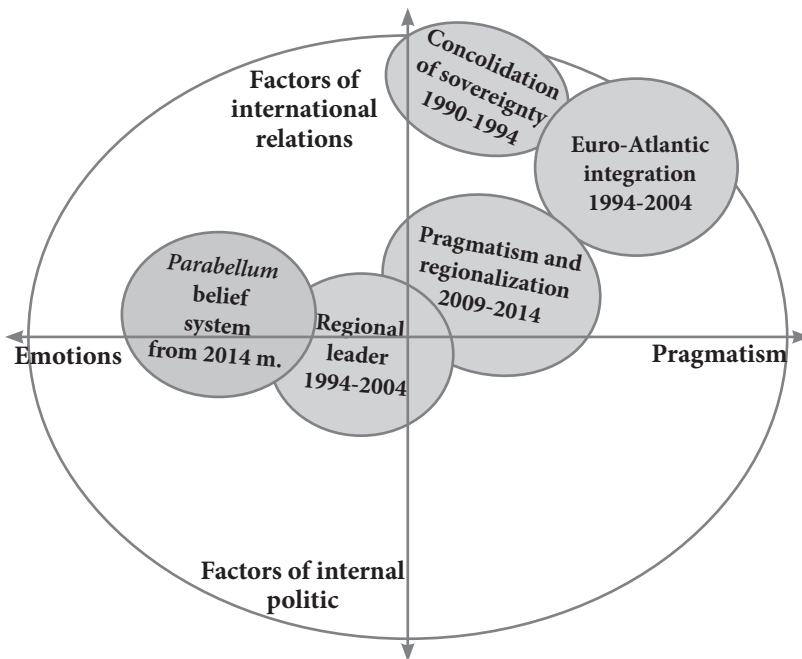 Concolidation
of sovereignty
1990-1994
Factors of
international
relations
Euro-Atlantic
integration
1994-2004
Pragmatism and
regionalization
2009-2014
Parabellum
belief
system
from 2014 m.
Regional
leader
1994-2004
Emotions
Pragmatism
Factors of internal
politic